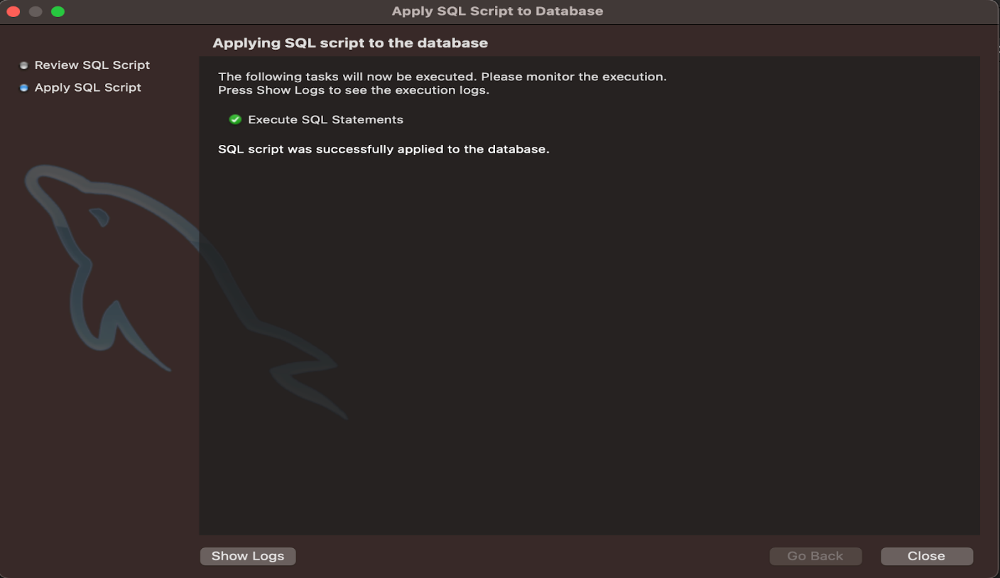 Apply SQL Script to Database
Applying SQL script to the database
Review SQL Script
Apply SQL Script
The following tasks will now be executed. Please monitor the execution.
Press Show Logs to see the execution logs.
Execute SQL Statements
SQL script was successfully applied to the database.
Show Logs
Go Back
Close